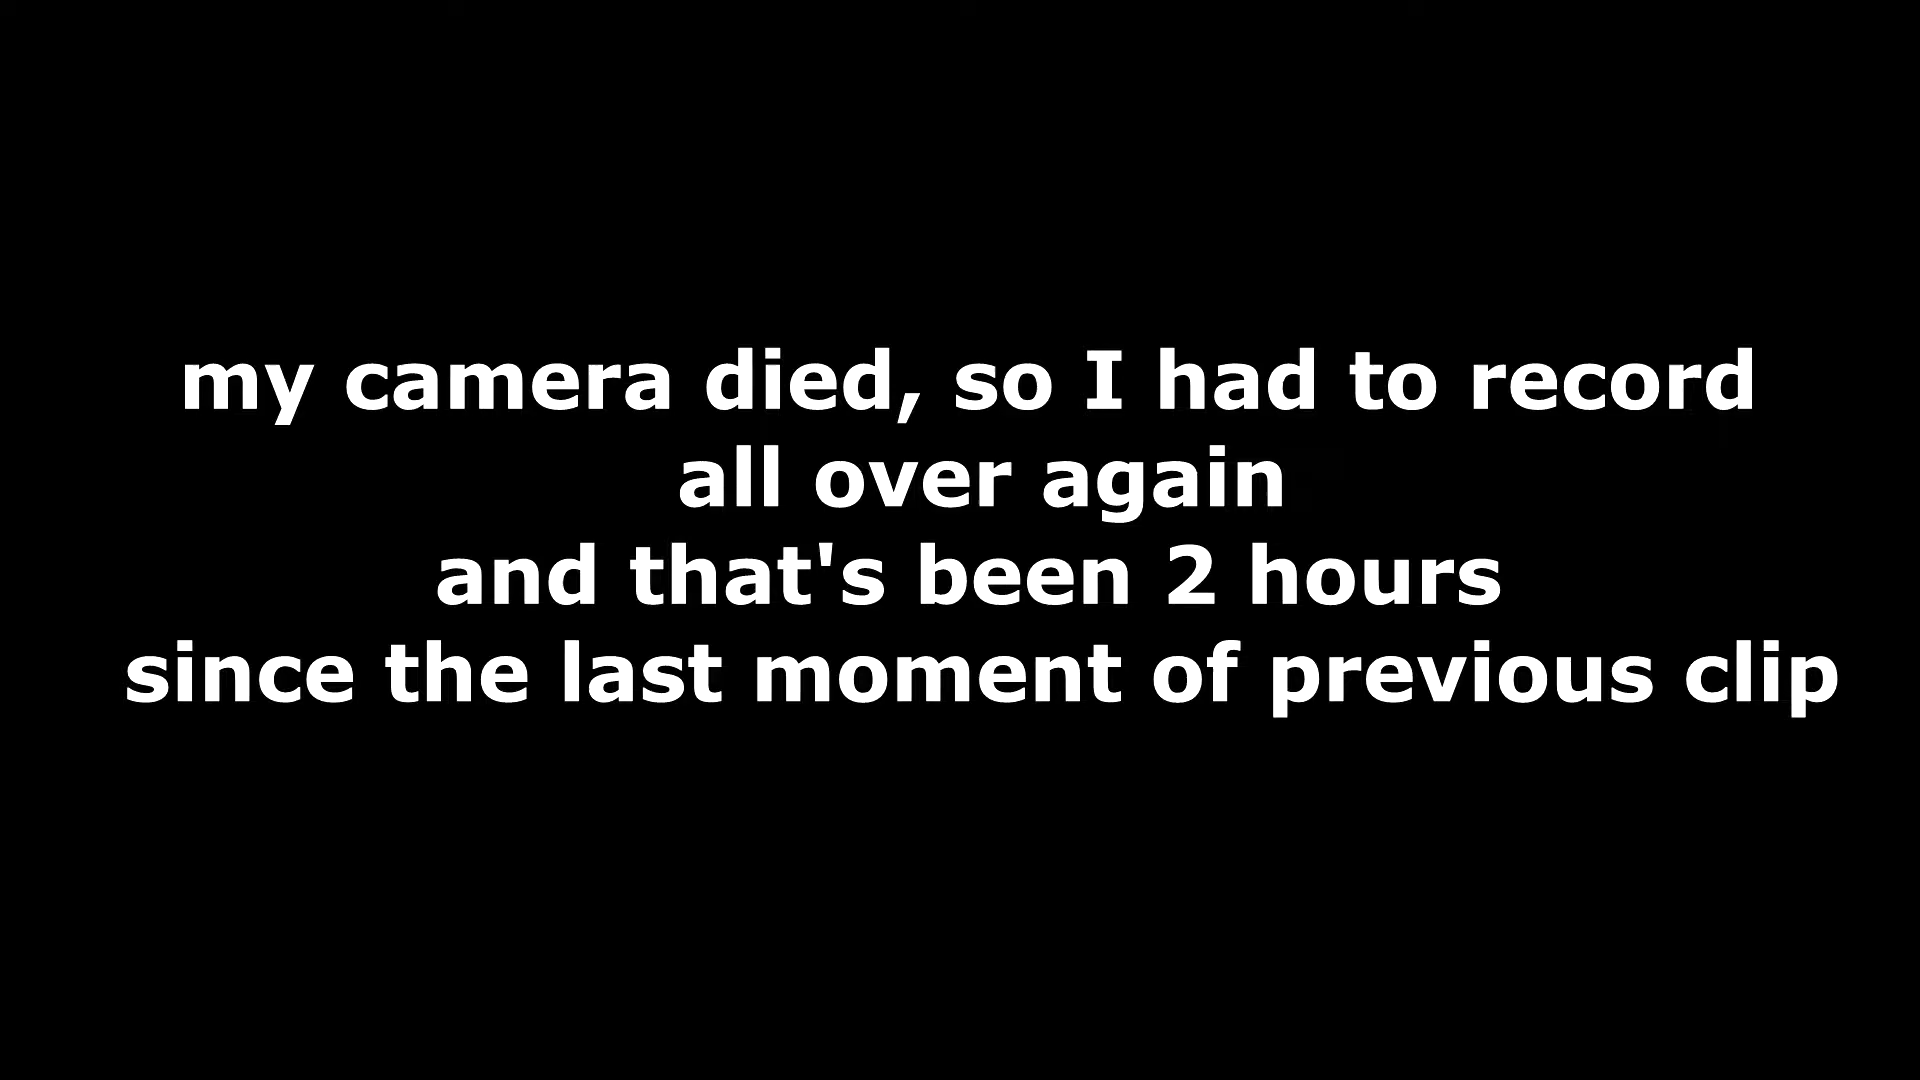 my camera died, so I had to record
all over again
and that's been 2 hours
since the last moment of previous clip